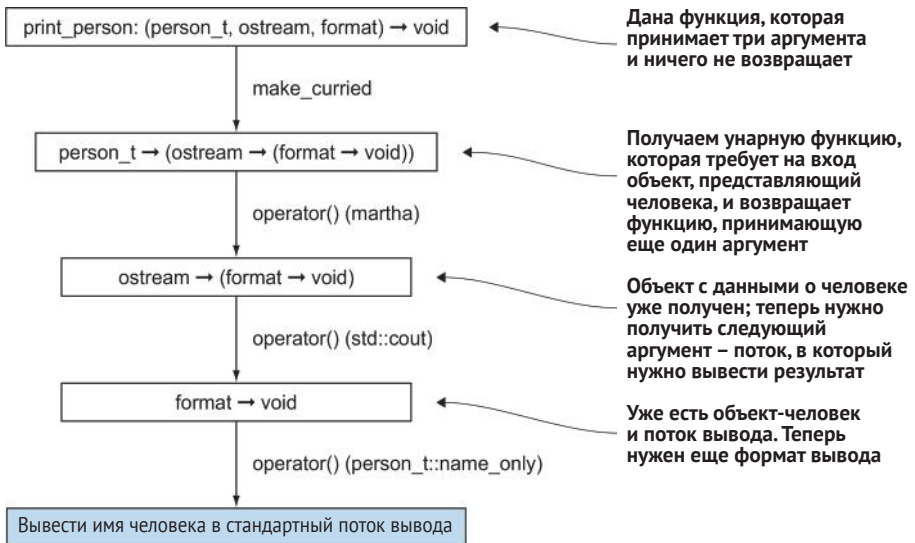 print_person: (person_t, ostream, format) → void
Дана функция, которая
принимает три аргумента
и ничего не возвращает
make_curried
person_t → (ostream → (format → void))
Получаем унарную функцию,
которая требует на вход
объект, представляющий
человека, и возвращает
функцию, принимающую
еще один аргумент
operator() (martha)
ostream → (format → void)
Объект с данными о человеке
уже получен; теперь нужно
получить следующий
аргумент – поток, в который
нужно вывести результат
operator() (std::cout)
format → void
Уже есть объект-человек
и поток вывода. Теперь
нужен еще формат вывода
operator() (person_t::name_only)
Вывести имя человека в стандартный поток вывода